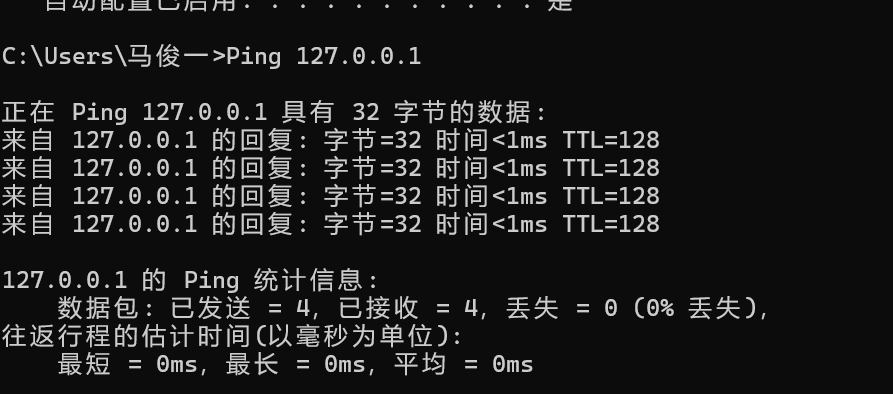 自动配置已启用. . . . . . . . . . . : 是
C:\Users\马俊一>Ping 127.0.0.1
正在 Ping 127.0.0.1 具有 32 字节的数据:
来自 127.0.0.1 的回复: 字节=32 时间<1ms TTL=128
来自 127.0.0.1 的回复: 字节=32 时间<1ms TTL=128
来自 127.0.0.1 的回复: 字节=32 时间<1ms TTL=128
来自 127.0.0.1 的回复: 字节=32 时间<1ms TTL=128
127.0.0.1 的 Ping 统计信息:
数据包: 已发送 = 4, 已接收 = 4, 丢失 = 0 (0% 丢失),
往返行程的估计时间(以毫秒为单位):
最短 = 0ms, 最长 = 0ms, 平均 = 0ms